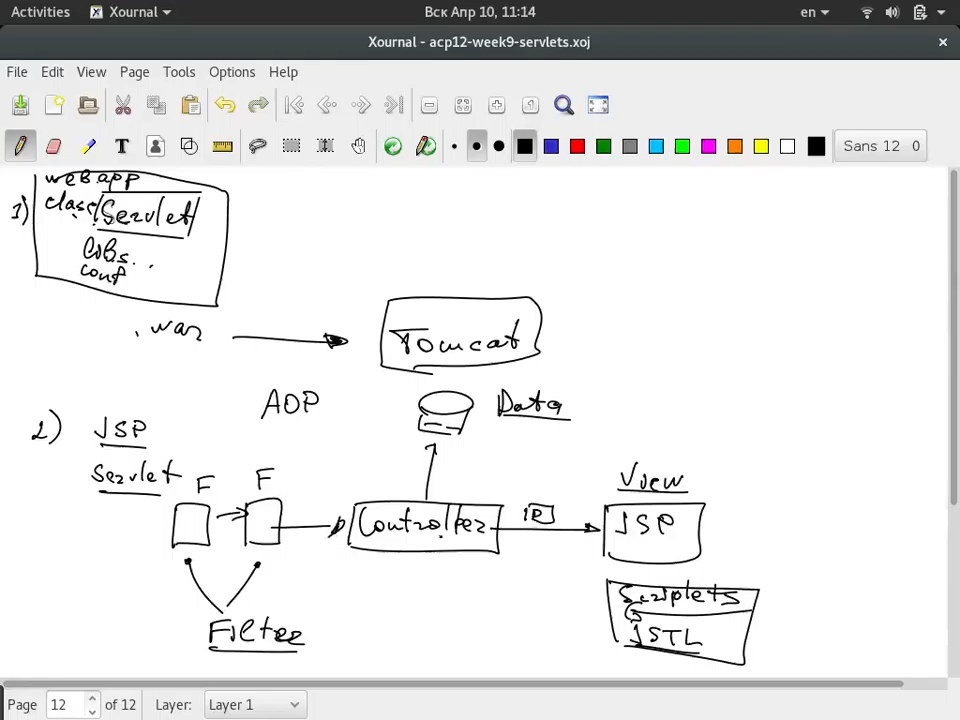 Activities Xournal Вск Апр 10, 11:14 en
Xournal - acp12-week9-servlets.xoj
File Edit View Page Tools Options Help
Sans 12 0
webapp
1) class/Servlet/
libs..
conf
.war
Tomcat
AOP
Data
2) JSP
Servlet
F F
View
Controller
R
JSP
Scriplets
JSTL
Filter
Page 12 of 12 Layer: Layer 1